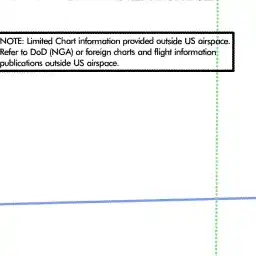 NOTE: Limited Chart information provided outside US airspace.
Refer to DoD (NGA) or foreign charts and flight information
publications outside US airspace.